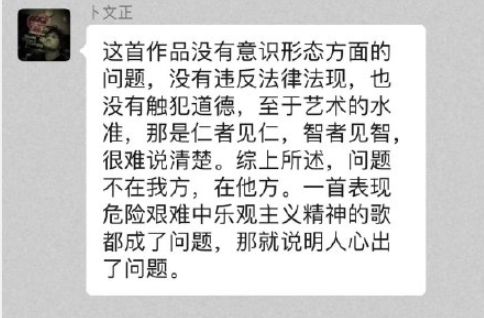 卜文正
这首作品没有意识形态方面的
问题，没有违反法律法现，也
没有触犯道德，至于艺术的水
准，那是仁者见仁，智者见智，
很难说清楚。综上所述，问题
不在我方，在他方。一首表现
危险艰难中乐观主义精神的歌
都成了问题，那就说明人心出
了问题。